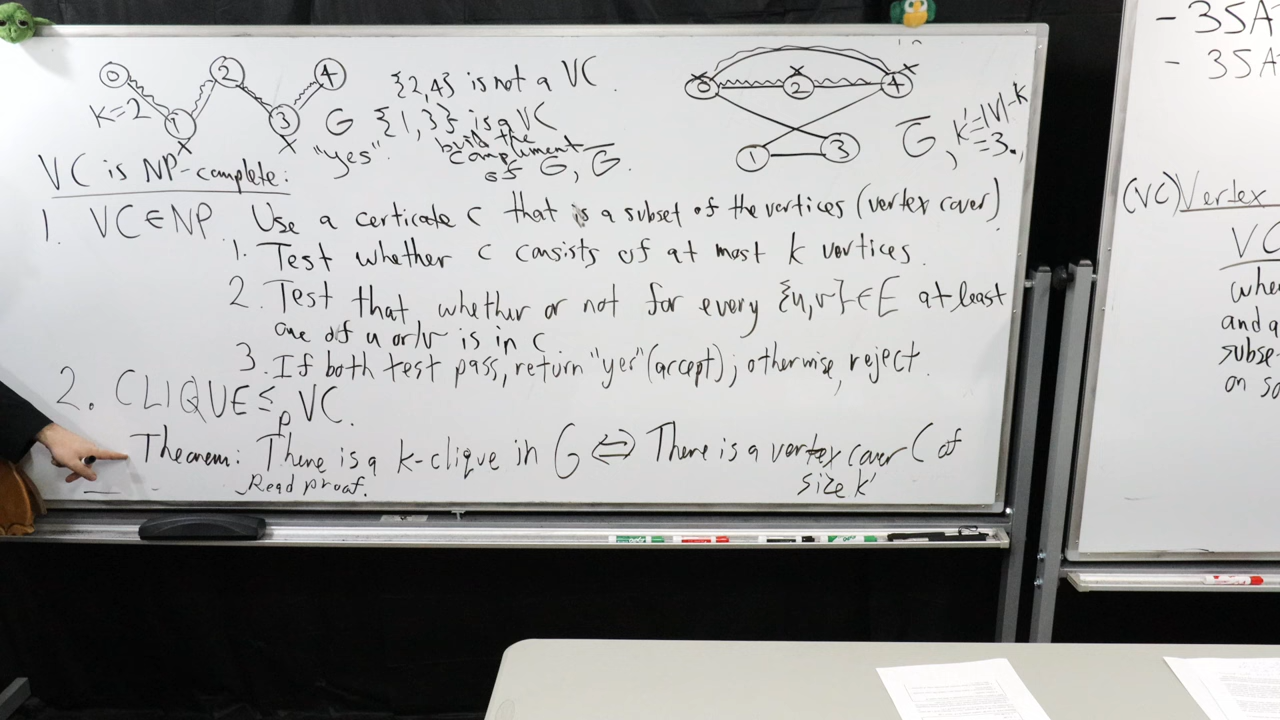 0 2 4
K=2
1 3
G
{2,4} is not a VC.
{1,3} is a VC
"yes".
build the complement of G, G̅.
0 2 4
1 3
G̅, k'=|V|-k
=3.
VC is NP-complete:
1. VC∈NP. Use a certicate c that is a subset of the vertices (vertex cover)
1. Test whether c consists of at most k vertices.
2. Test that whether or not for every {u,v}∈E at least
one of u or/v is in c
3. If both test pass, return "yes" (accept); otherwise, reject.
2. CLIQUE ≤p VC.
Theorem: There is a k-clique in G ⇔ There is a vertex cover C of
size k'
Read proof.
- 3SA
- 3SA
(VC) Vertex
VC
whe
and a
subse
on so